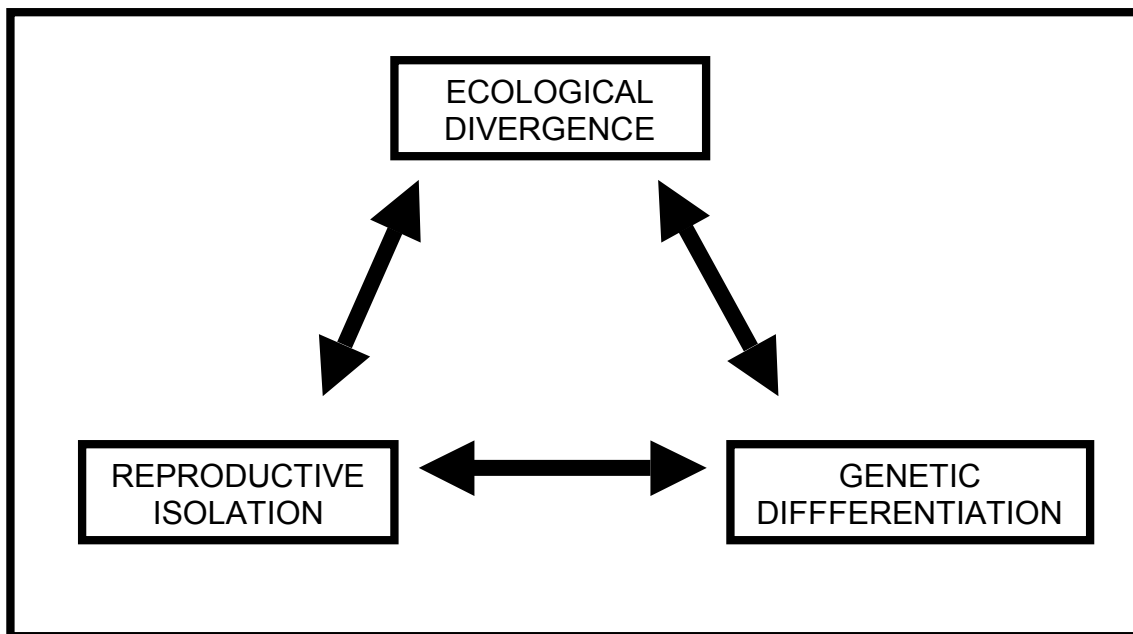 ECOLOGICAL
DIVERGENCE
REPRODUCTIVE
ISOLATION
GENETIC
DIFFFERENTIATION